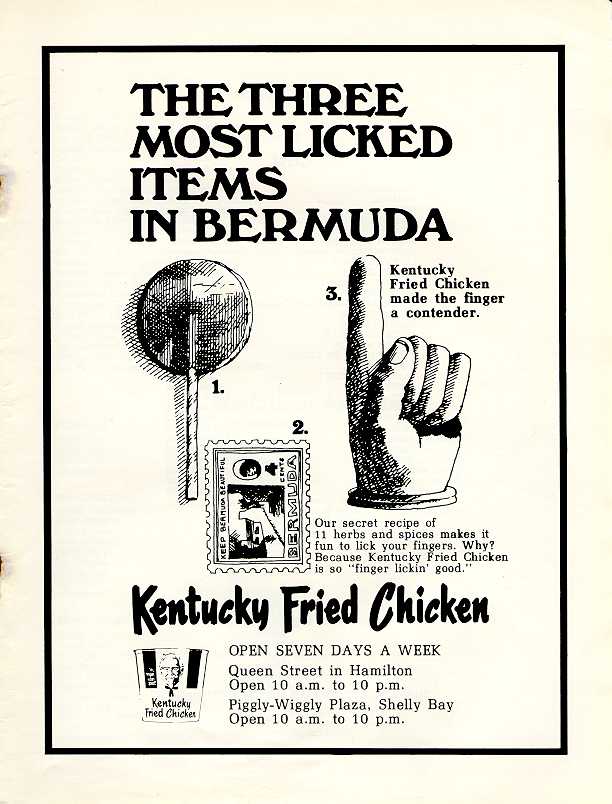 THE THREE
MOST LICKED
ITEMS
IN BERMUDA
3.
Kentucky
Fried Chicken
made the finger
a contender.
1.
2.
KEEP BERMUDA BEAUTIFUL
4
CENTS
BERMUDA
Our secret recipe of
11 herbs and spices makes it
fun to lick your fingers. Why?
Because Kentucky Fried Chicken
is so "finger lickin' good."
Kentucky Fried Chicken
Kentucky
Fried Chicken
OPEN SEVEN DAYS A WEEK
Queen Street in Hamilton
Open 10 a.m. to 10 p.m.
Piggly-Wiggly Plaza, Shelly Bay
Open 10 a.m. to 10 p.m.